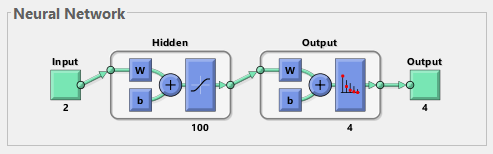 Neural Network
Hidden
Output
Input
W
b
+
W
b
+
Output
2
100
4
4